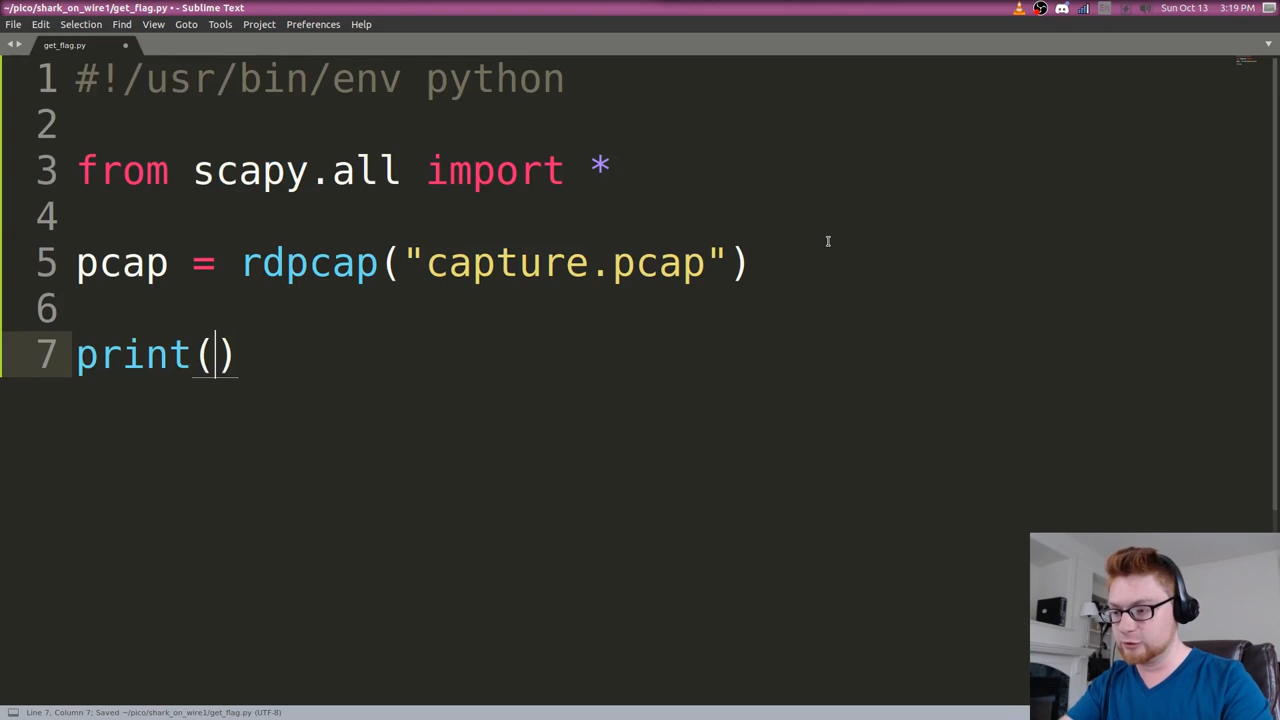 ~/pico/shark_on_wire1/get_flag.py • - Sublime Text
Sun Oct 13 3:19 PM
File Edit Selection Find View Goto Tools Project Preferences Help
get_flag.py
1 #!/usr/bin/env python
2
3 from scapy.all import *
4
5 pcap = rdpcap("capture.pcap")
6
7 print()
Line 7, Column 7; Saved ~/pico/shark_on_wire1/get_flag.py (UTF-8)